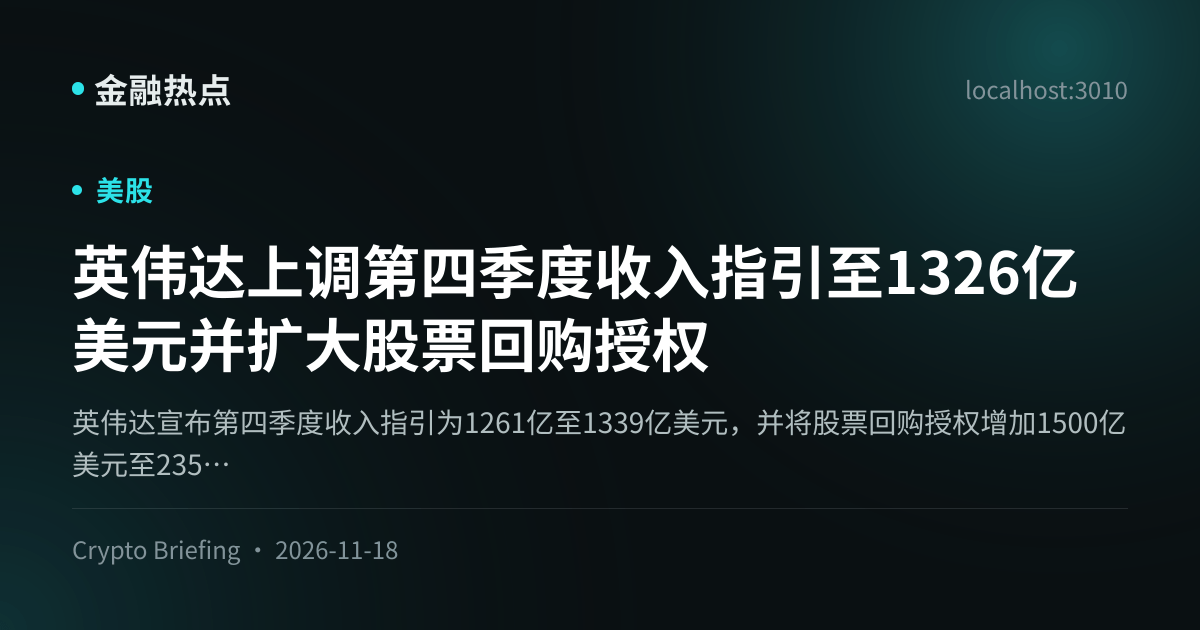 金融热点
localhost:3010
美股
英伟达上调第四季度收入指引至1326亿
美元并扩大股票回购授权
英伟达宣布第四季度收入指引为1261亿至1339亿美元，并将股票回购授权增加1500亿
美元至235…
Crypto Briefing • 2026-11-18